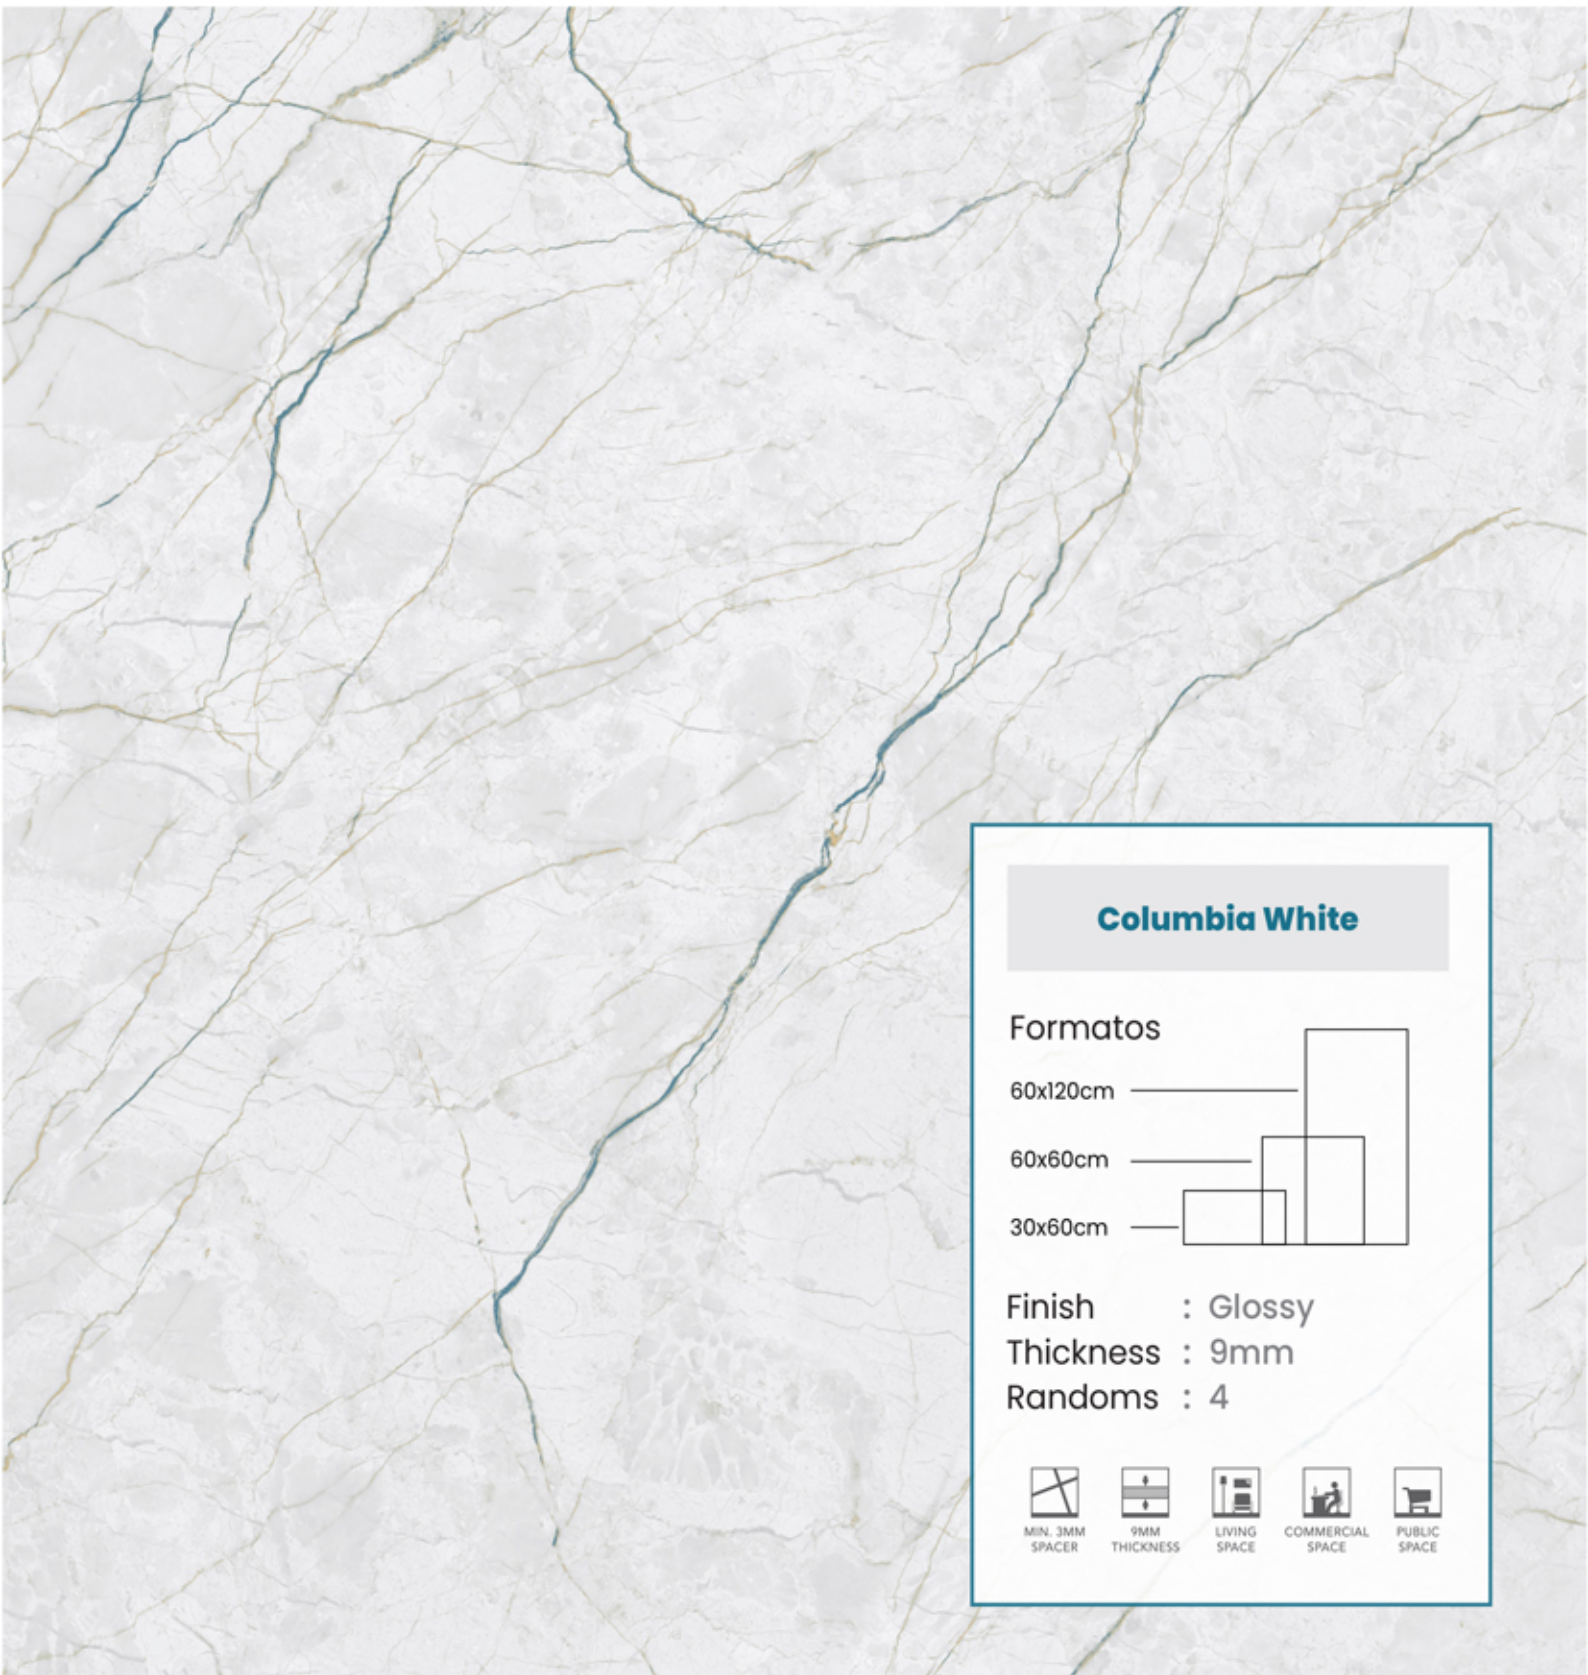 Columbia White
Formatos
60x120cm
60x60cm
30x60cm
Finish : Glossy
Thickness : 9mm
Randoms : 4
MIN. 3MM
SPACER
9MM
THICKNESS
LIVING
SPACE
COMMERCIAL
SPACE
PUBLIC
SPACE